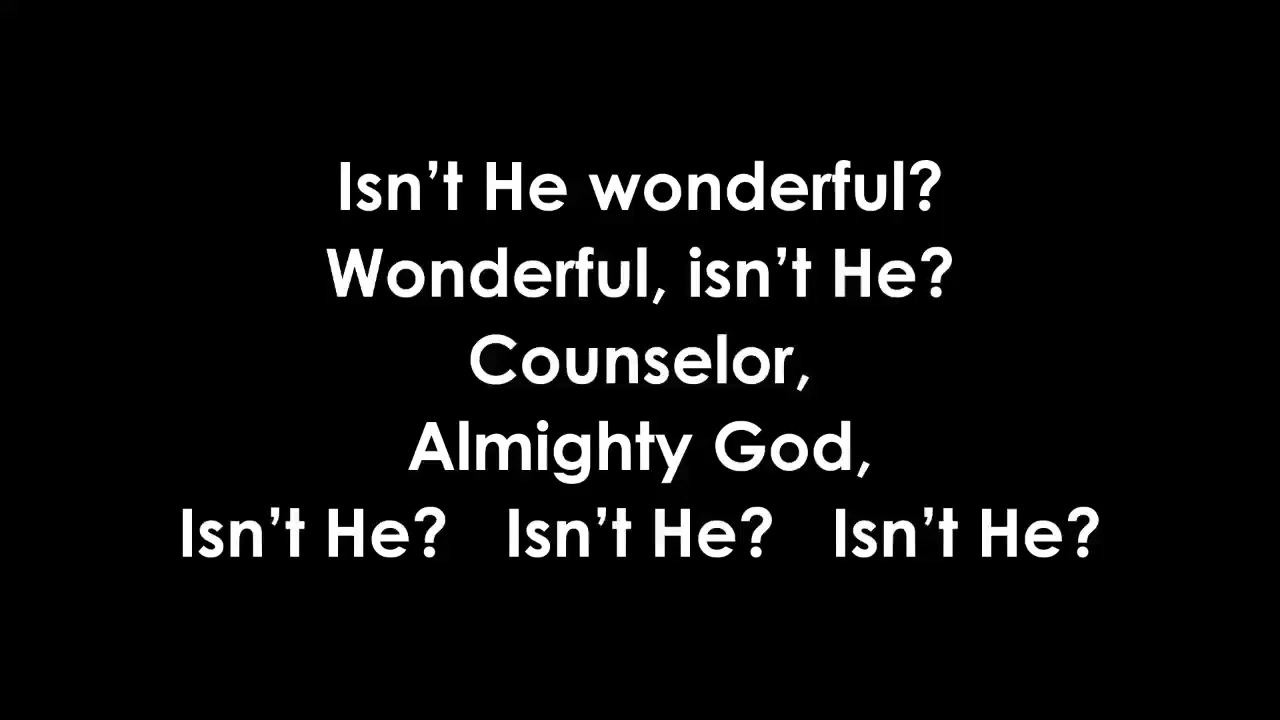 Isn’t He wonderful?
Wonderful, isn’t He?
Counselor,
Almighty God,
Isn’t He? Isn’t He? Isn’t He?